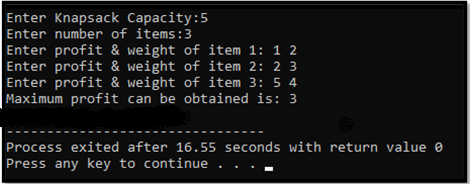 Enter Knapsack Capacity:5
Enter number of items:3
Enter profit & weight of item 1: 1 2
Enter profit & weight of item 2: 2 3
Enter profit & weight of item 3: 5 4
Maximum profit can be obtained is: 3
--------------------------------
Process exited after 16.55 seconds with return value 0
Press any key to continue . . .